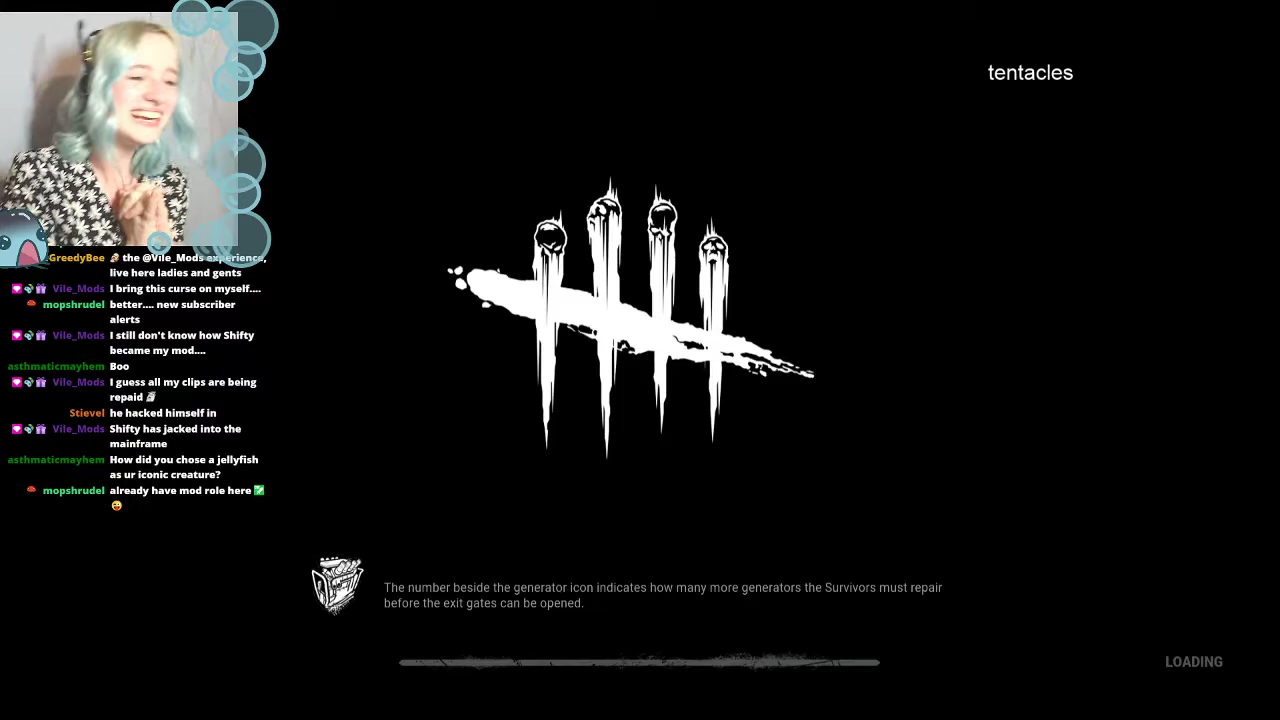 tentacles
GreedyBee the @Vile_Mods experience,
live here ladies and gents
Vile_Mods I bring this curse on myself....
mopshrudel better.... new subscriber
alerts
Vile_Mods I still don't know how Shifty
became my mod....
asthmaticmayhem Boo
Vile_Mods I guess all my clips are being
repaid
Stievel he hacked himself in
Vile_Mods Shifty has jacked into the
mainframe
asthmaticmayhem How did you chose a jellyfish
as ur iconic creature?
mopshrudel already have mod role here
The number beside the generator icon indicates how many more generators the Survivors must repair
before the exit gates can be opened.
LOADING